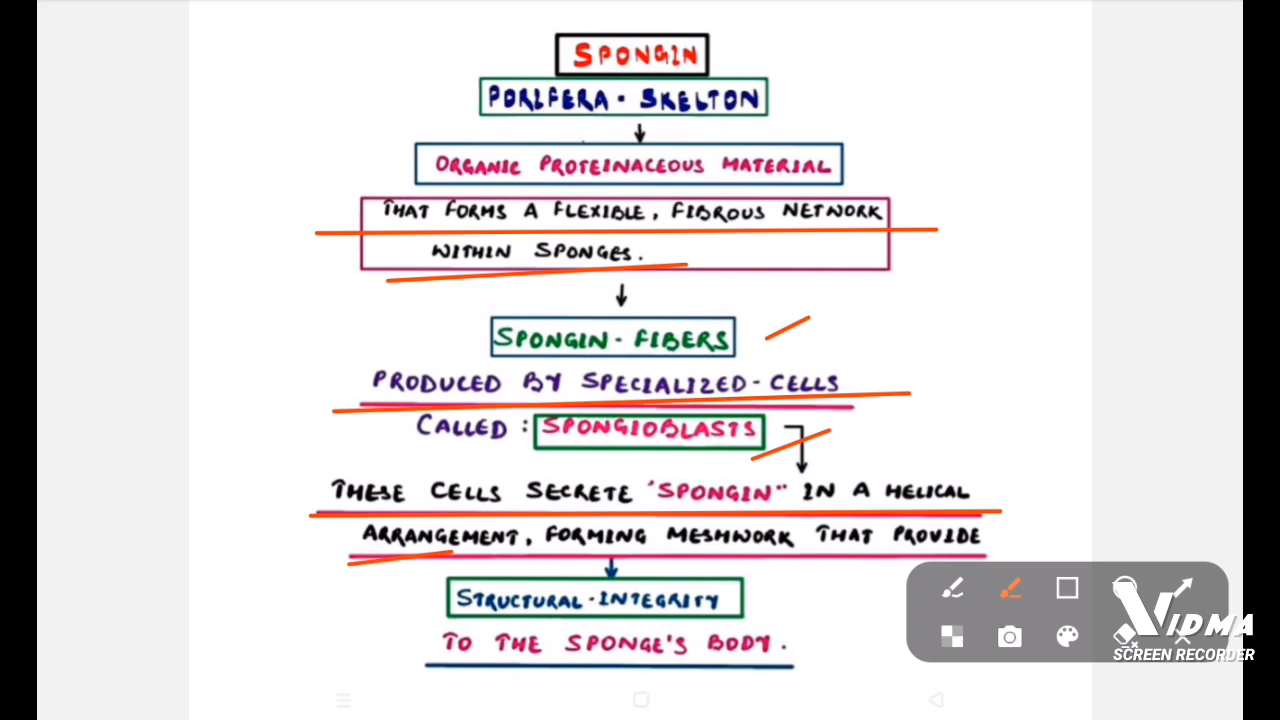 SPONGIN
PORIFERA - SKELTON
ORGANIC PROTEINACEOUS MATERIAL
THAT FORMS A FLEXIBLE, FIBROUS NETWORK
WITHIN SPONGES.
SPONGIN - FIBERS
PRODUCED BY SPECIALIZED - CELLS
CALLED : SPONGIOBLASTS
THESE CELLS SECRETE "SPONGIN" IN A HELICAL
ARRANGEMENT, FORMING MESHWORK THAT PROVIDE
STRUCTURAL - INTEGRITY
TO THE SPONGE'S BODY.
VIDMA
SCREEN RECORDER